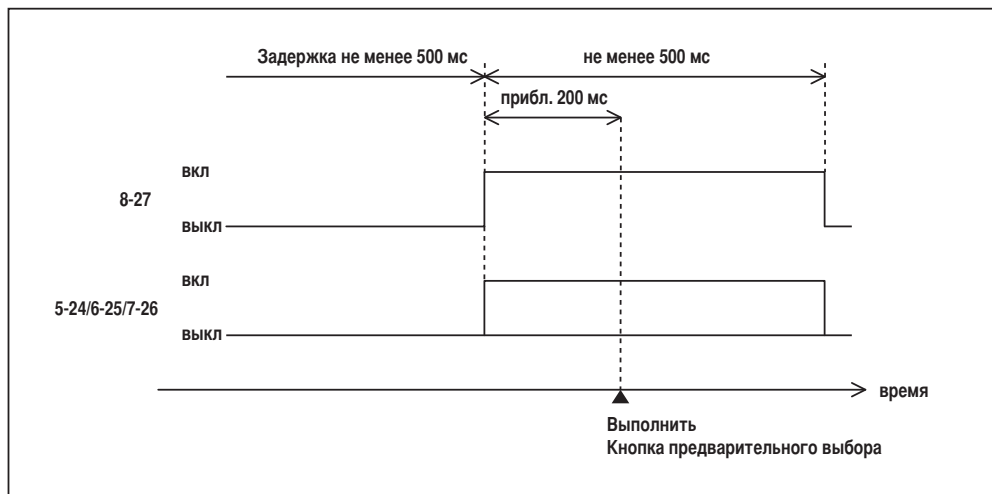 Задержка не менее 500 мс
не менее 500 мс
прибл. 200 мс
ВКЛ
8-27
ВЫКЛ
ВКЛ
5-24/6-25/7-26
ВЫКЛ
время
Выполнить
Кнопка предварительного выбора